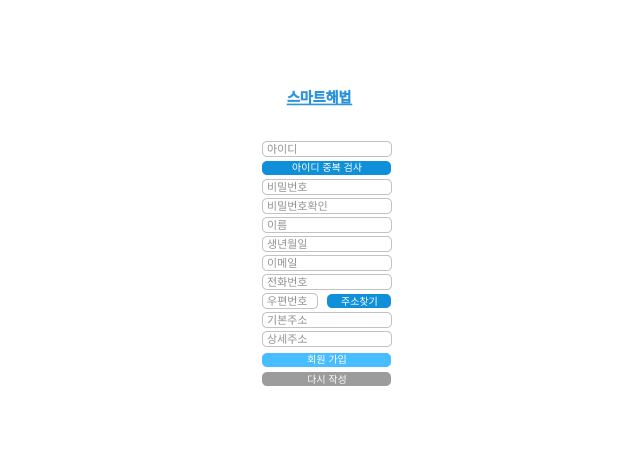 스마트해법
아이디
아이디 중복 검사
비밀번호
비밀번호확인
이름
생년월일
이메일
전화번호
우편번호 주소찾기
기본주소
상세주소
회원 가입
다시 작성